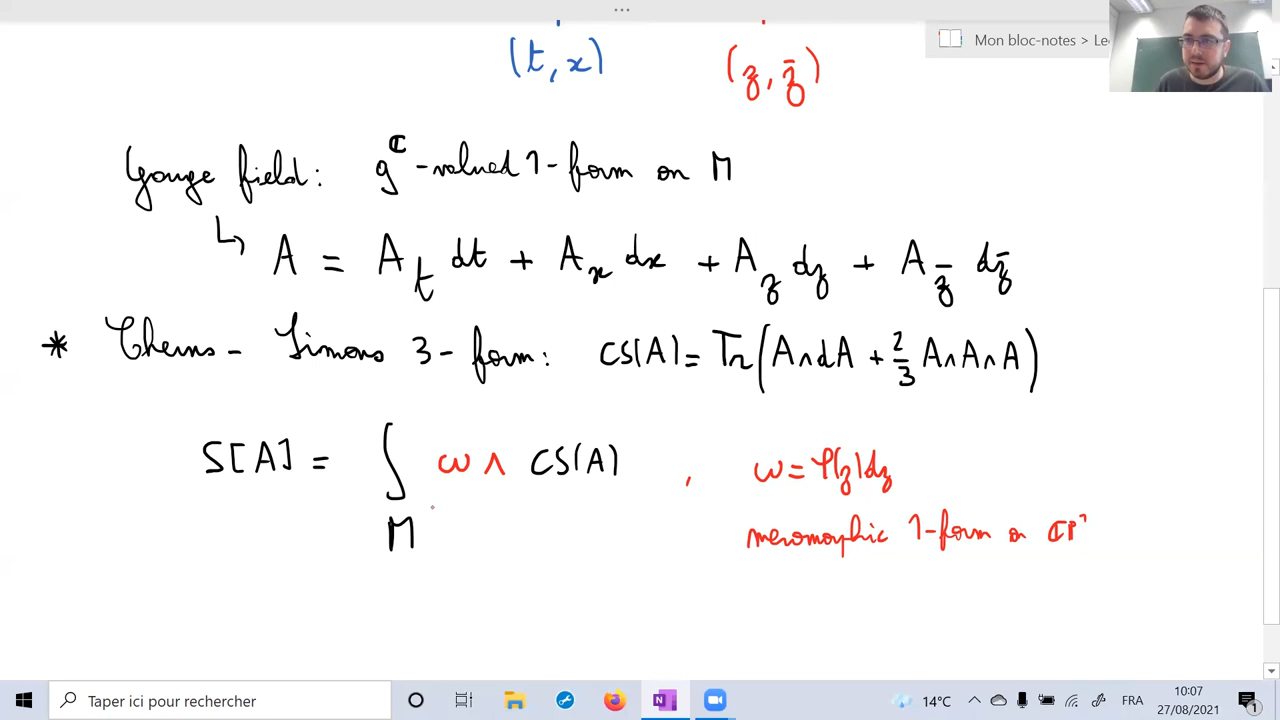 (t, x) (z, z̄)
Mon bloc-notes > Le
Gauge field: g^ℂ-valued 1-form on M
↳ A = A_t dt + A_x dx + A_z dz + A_z̄ dz̄
* Cherns-Simons 3-form: CS(A) = Tr(A∧dA + 2/3 A∧A∧A)
S[A] = ∫_M ω ∧ CS(A) , ω = φ(z)dz
meromorphic 1-form on ℂP¹
Taper ici pour rechercher
14°C
FRA
10:07
27/08/2021
1